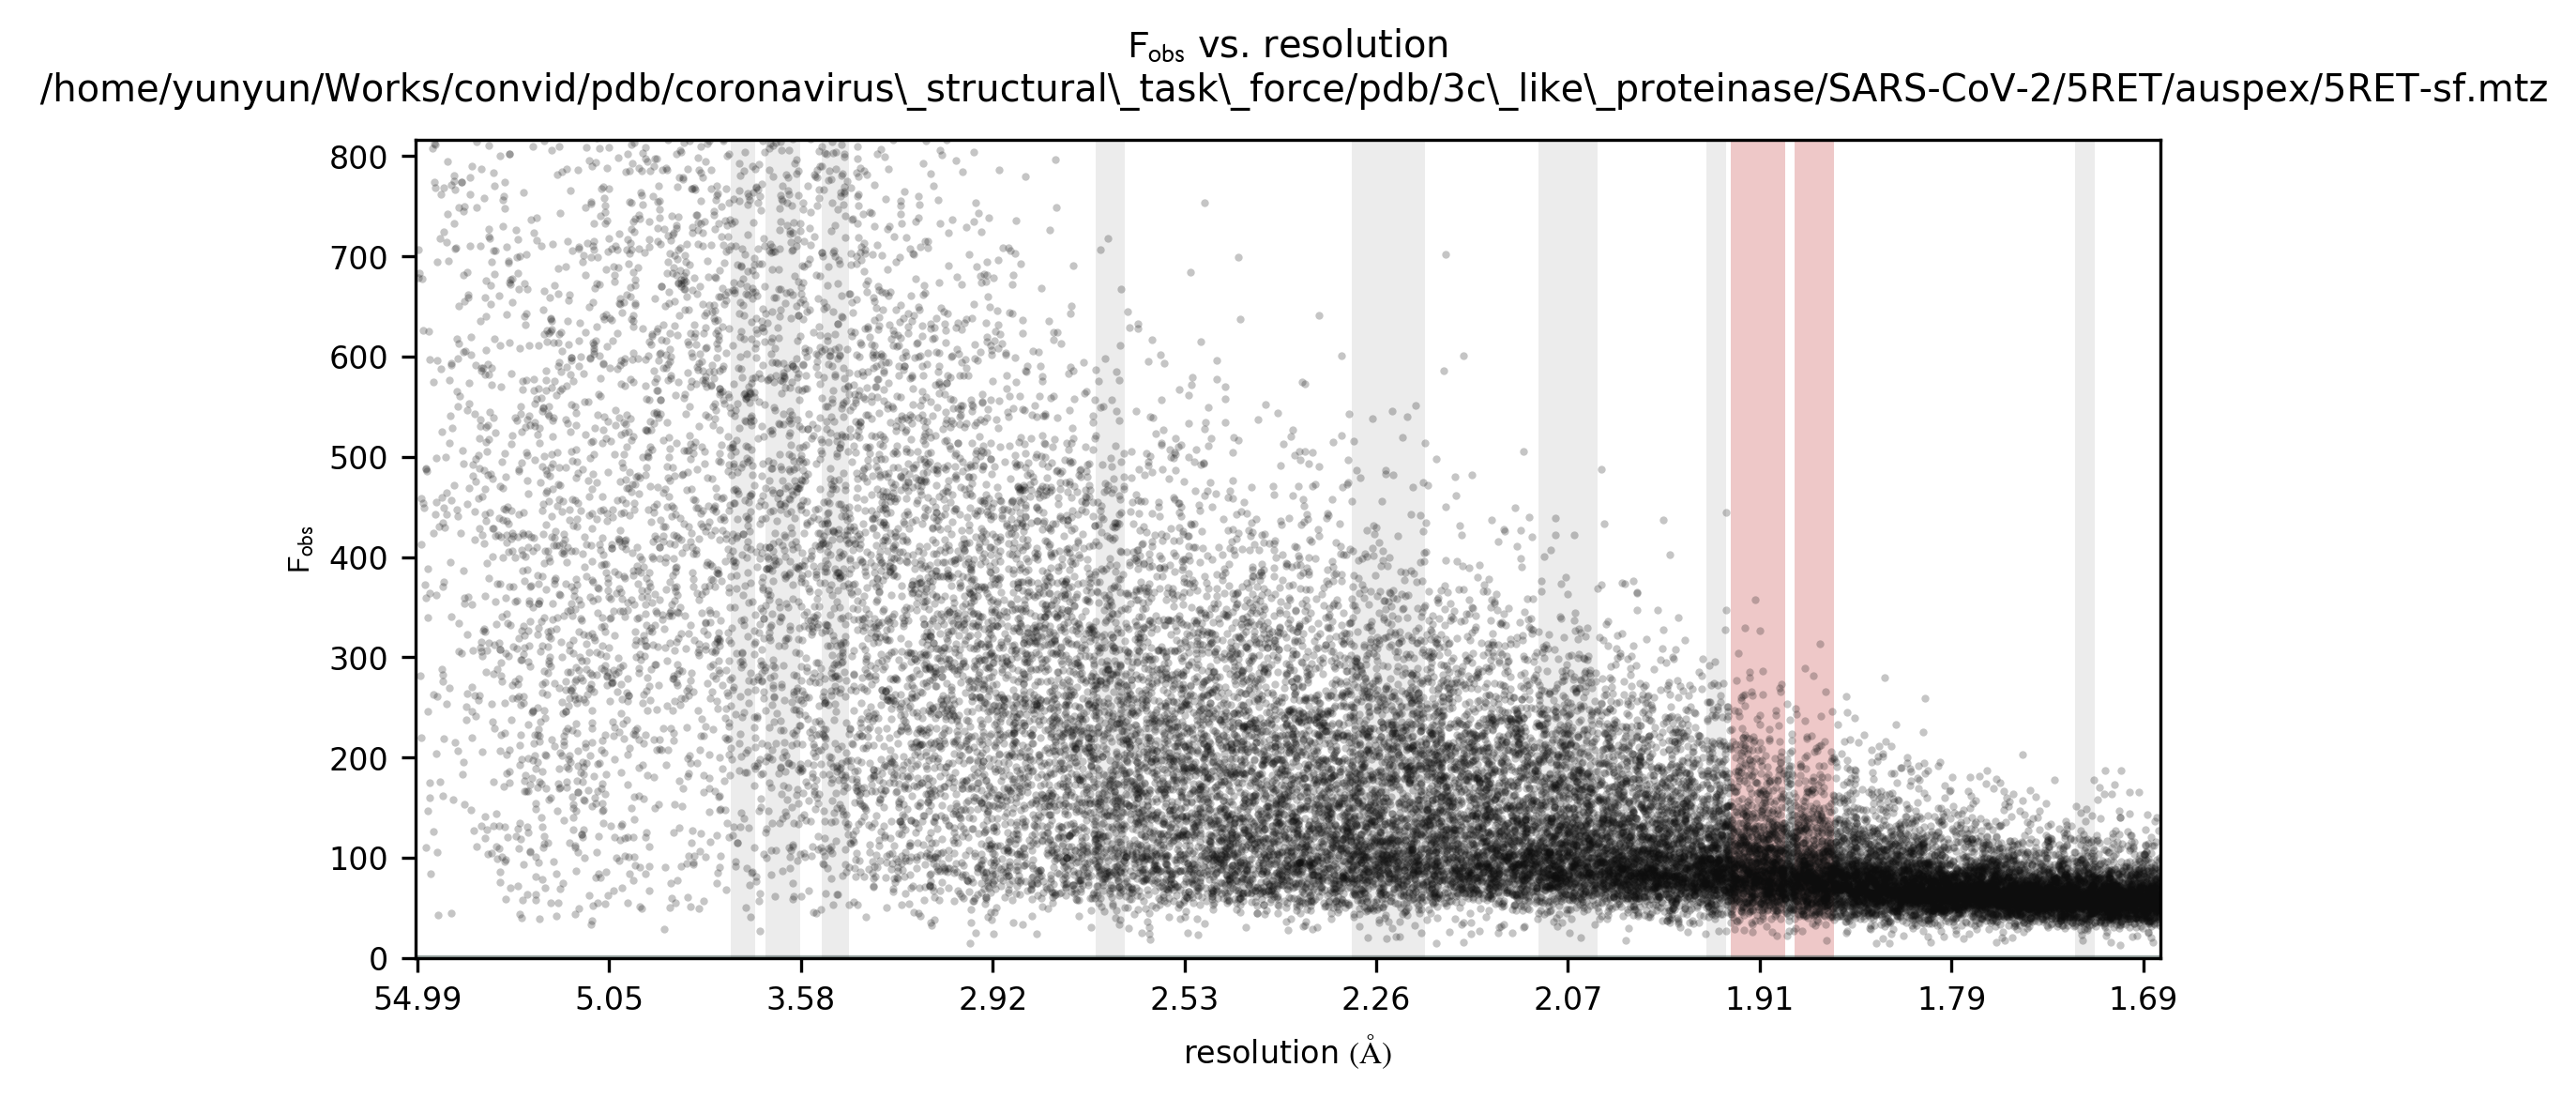 F_obs vs. resolution
/home/yunyun/Works/convid/pdb/coronavirus\_structural\_task\_force/pdb/3c\_like\_proteinase/SARS-CoV-2/5RET/auspex/5RET-sf.mtz
800
700
600
500
400
300
200
100
0
F_obs
54.99 5.05 3.58 2.92 2.53 2.26 2.07 1.91 1.79 1.69
resolution (Å)